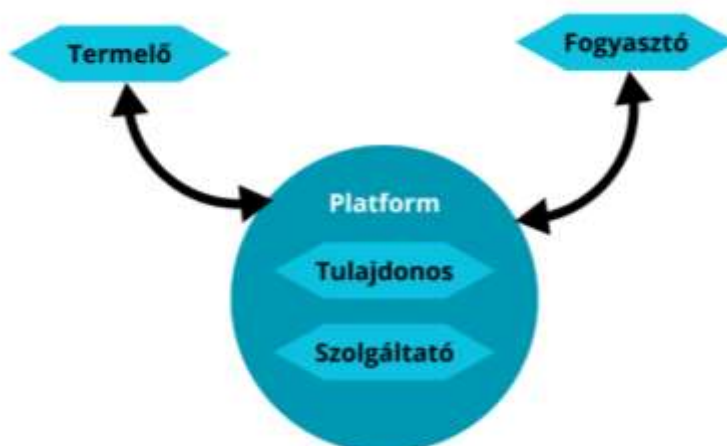 Termelő
Fogyasztó
Platform
Tulajdonos
Szolgáltató